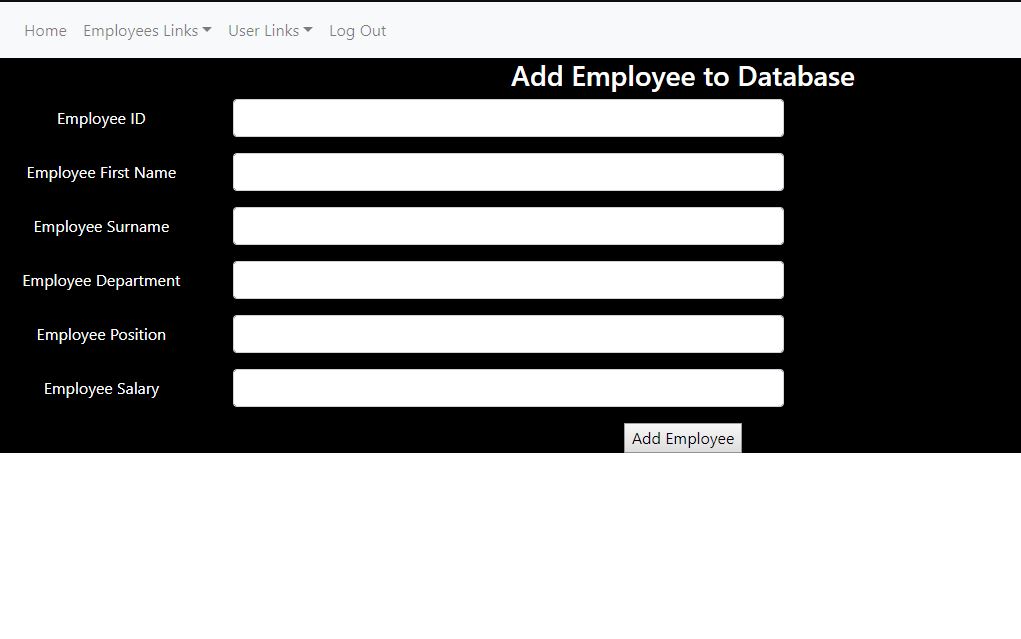 Home Employees Links User Links Log Out
Add Employee to Database
Employee ID
Employee First Name
Employee Surname
Employee Department
Employee Position
Employee Salary
Add Employee